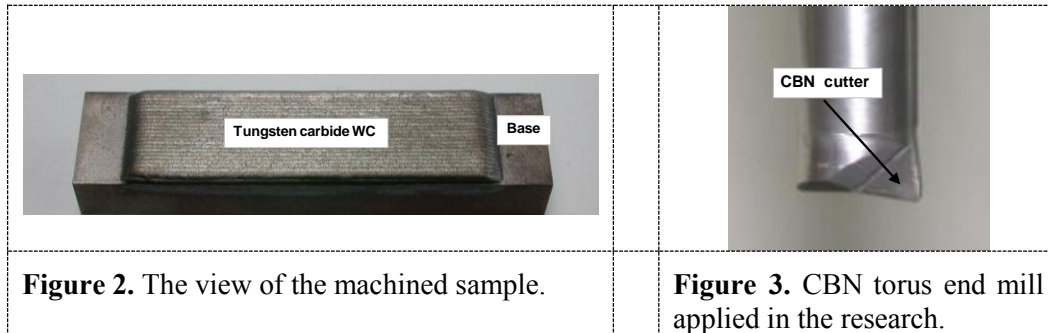 Tungsten carbide WC
Base
CBN cutter
Figure 2. The view of the machined sample.
Figure 3. CBN torus end mill
applied in the research.